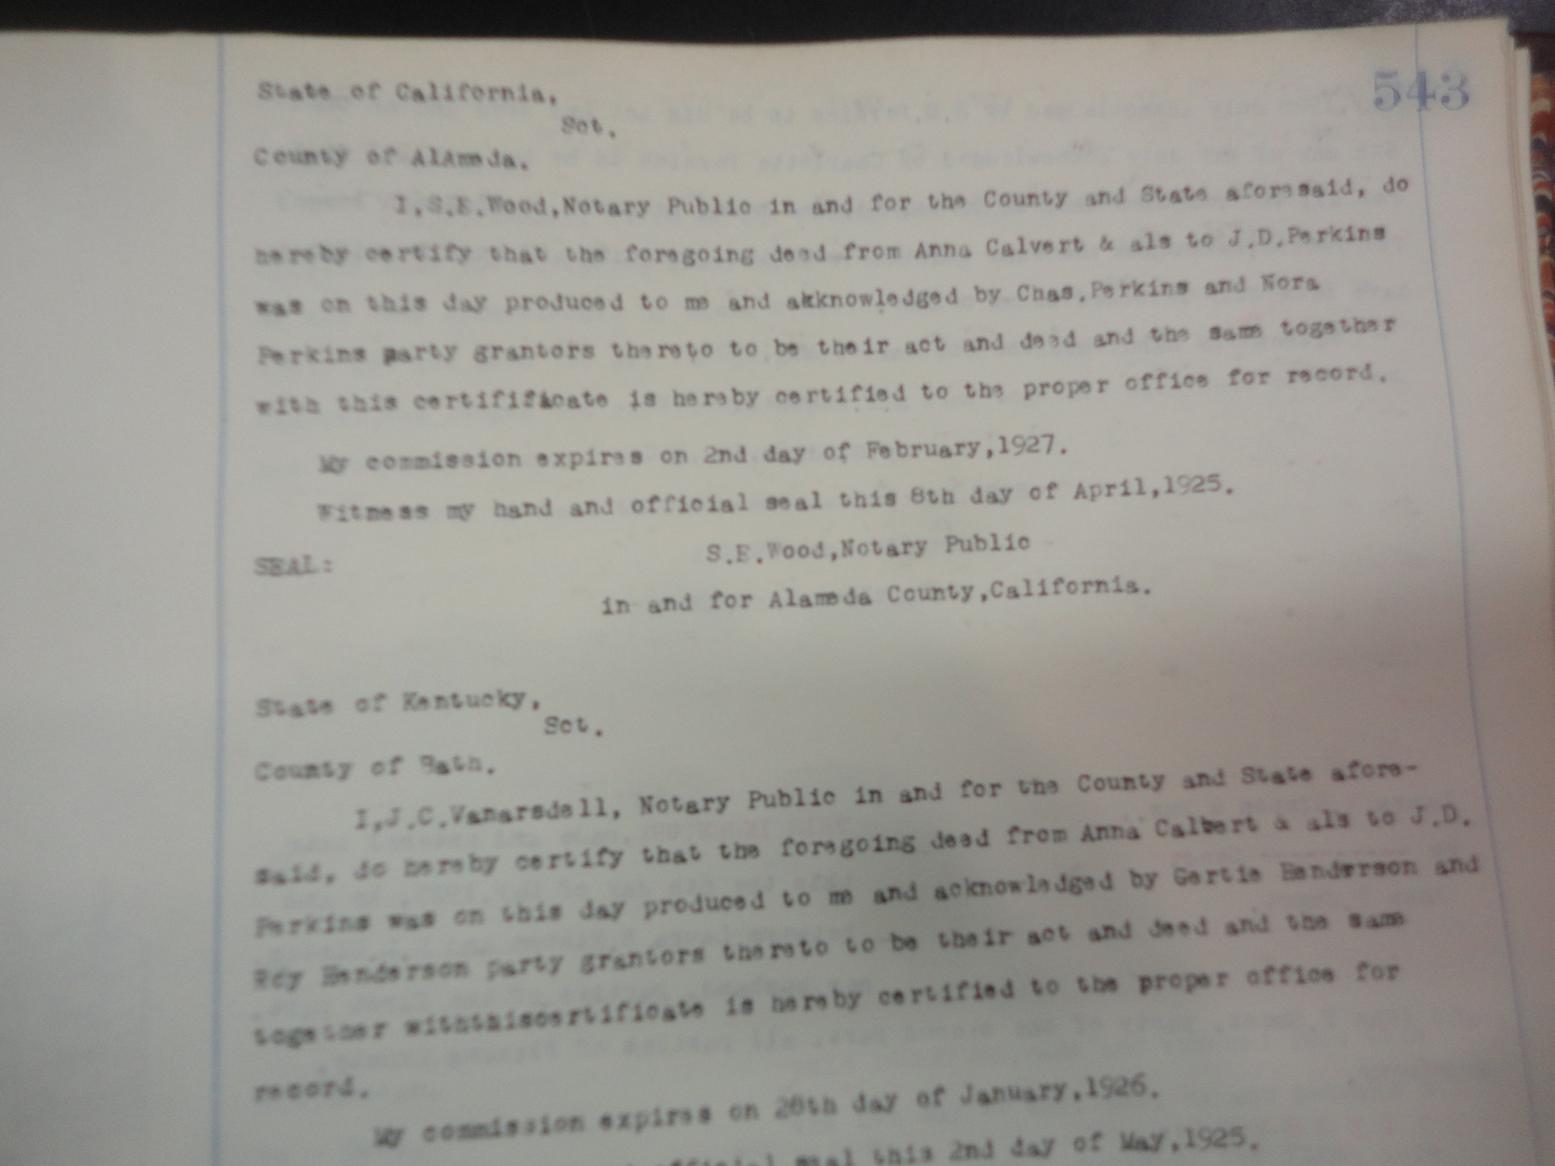 543
State of California,
Sct.
County of AlAmeda.
I,S.E.Wood,Notary Public in and for the County and State aforesaid, do
hereby certify that the foregoing deed from Anna Calvert & als to J.D.Perkins
was on this day produced to me and akknowledged by Chas.Perkins and Nora
Perkins party grantors thereto to be their act and deed and the same together
with this certifificate is hereby certified to the proper office for record.
My commission expires on 2nd day of February,1927.
Witness my hand and official seal this 8th day of April,1925.
SEAL:
S.E.Wood,Notary Public
in and for Alameda County,California.
State of Kentucky,
Sct.
County of Bath.
I,J.C.Vanarsdell, Notary Public in and for the County and State afore-
said, do hereby certify that the foregoing deed from Anna Calbert & als to J.D.
Perkins was on this day produced to me and acknowledged by Gertie Henderson and
Roy Henderson party grantors thereto to be their act and deed and the same
together withthiscertificate is hereby certified to the proper office for
record.
My commission expires on 26th day of January,1926.
official seal this 2nd day of May,1925.